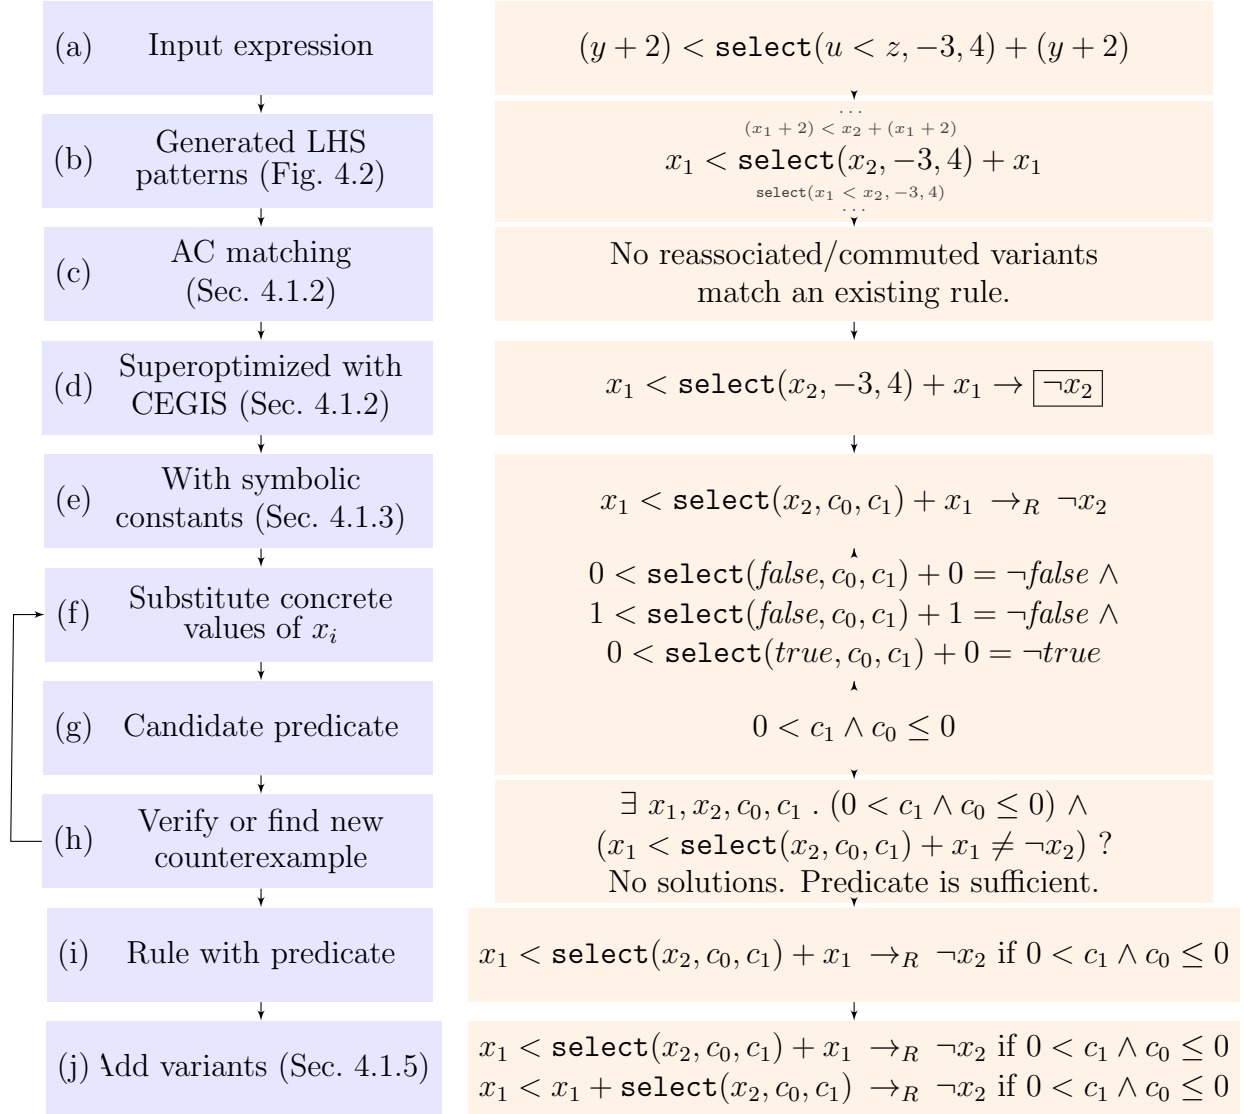 (a) Input expression
(y + 2) < select(u < z, −3, 4) + (y + 2)
(b) Generated LHS
patterns (Fig. 4.2)
...
(x₁ + 2) < x₂ + (x₁ + 2)
x₁ < select(x₂, −3, 4) + x₁
select(x₁ < x₂, −3, 4)
...
(c) AC matching
(Sec. 4.1.2)
No reassociated/commuted variants
match an existing rule.
(d) Superoptimized with
CEGIS (Sec. 4.1.2)
x₁ < select(x₂, −3, 4) + x₁ → ¬x₂
(e) With symbolic
constants (Sec. 4.1.3)
x₁ < select(x₂, c₀, c₁) + x₁ →R ¬x₂
(f) Substitute concrete
values of xᵢ
0 < select(false, c₀, c₁) + 0 = ¬false ∧
1 < select(false, c₀, c₁) + 1 = ¬false ∧
0 < select(true, c₀, c₁) + 0 = ¬true
(g) Candidate predicate
0 < c₁ ∧ c₀ ≤ 0
(h) Verify or find new
counterexample
∃ x₁, x₂, c₀, c₁ . (0 < c₁ ∧ c₀ ≤ 0) ∧
(x₁ < select(x₂, c₀, c₁) + x₁ ≠ ¬x₂) ?
No solutions. Predicate is sufficient.
(i) Rule with predicate
x₁ < select(x₂, c₀, c₁) + x₁ →R ¬x₂ if 0 < c₁ ∧ c₀ ≤ 0
(j) Add variants (Sec. 4.1.5)
x₁ < select(x₂, c₀, c₁) + x₁ →R ¬x₂ if 0 < c₁ ∧ c₀ ≤ 0
x₁ < x₁ + select(x₂, c₀, c₁) →R ¬x₂ if 0 < c₁ ∧ c₀ ≤ 0